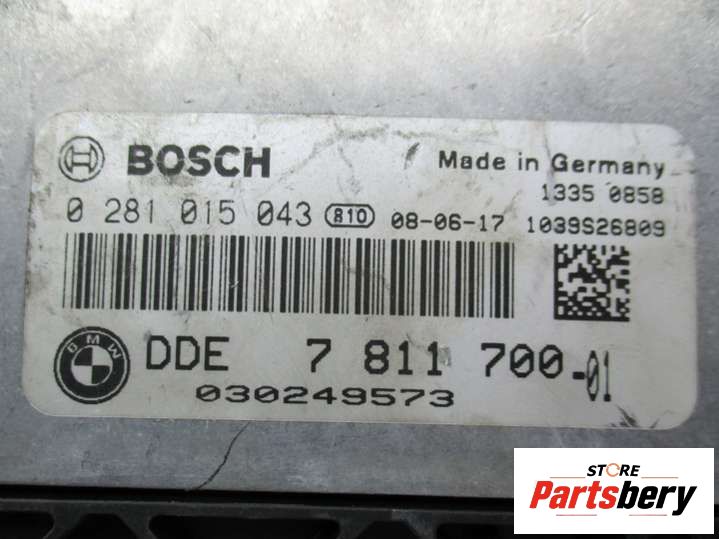 BOSCH Made in Germany
1335 0858
0 281 015 043 810 08-06-17 1039S26809
BMW DDE 7 811 700-01
030249573
STORE
Partsbery